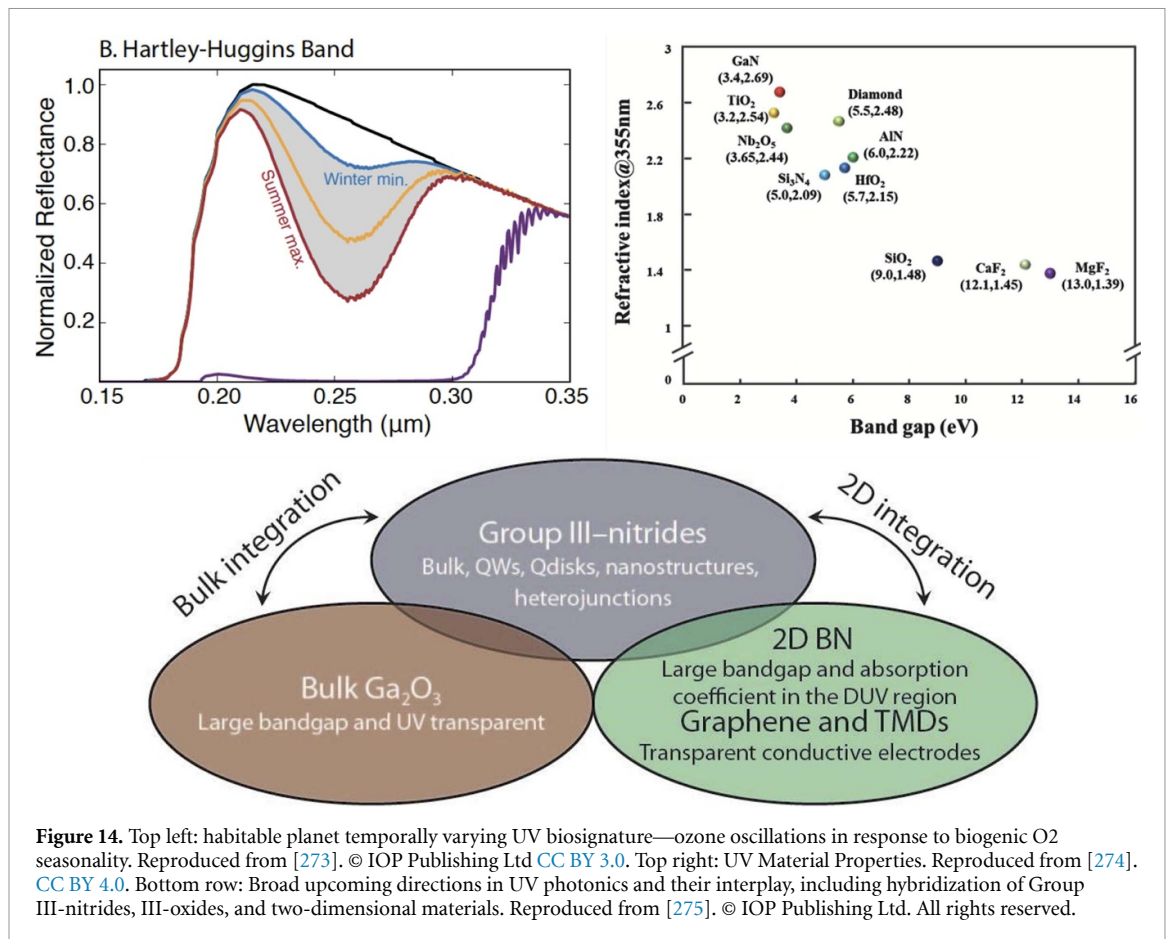 B. Hartley-Huggins Band
Normalized Reflectance
1.0
0.8
0.6
0.4
0.2
Winter min.
Summer max.
0.15
0.20
0.25
0.30
0.35
Wavelength (μm)
Refractive index@355nm
3
2.6
2.2
1.8
1.4
1
0
GaN
(3.4,2.69)
TiO₂
(3.2,2.54)
Nb₂O₅
(3.65,2.44)
Diamond
(5.5,2.48)
AlN
(6.0,2.22)
Si₃N₄
(5.0,2.09)
HfO₂
(5.7,2.15)
SiO₂
(9.0,1.48)
CaF₂
(12.1,1.45)
MgF₂
(13.0,1.39)
0
2
4
6
8
10
12
14
16
Band gap (eV)
Bulk integration
2D integration
Group III–nitrides
Bulk, QWs, Qdisks, nanostructures,
heterojunctions
Bulk Ga₂O₃
Large bandgap and UV transparent
2D BN
Large bandgap and absorption
coefficient in the DUV region
Graphene and TMDs
Transparent conductive electrodes
Figure 14. Top left: habitable planet temporally varying UV biosignature—ozone oscillations in response to biogenic O2
seasonality. Reproduced from [273]. © IOP Publishing Ltd CC BY 3.0. Top right: UV Material Properties. Reproduced from [274].
CC BY 4.0. Bottom row: Broad upcoming directions in UV photonics and their interplay, including hybridization of Group
III-nitrides, III-oxides, and two-dimensional materials. Reproduced from [275]. © IOP Publishing Ltd. All rights reserved.